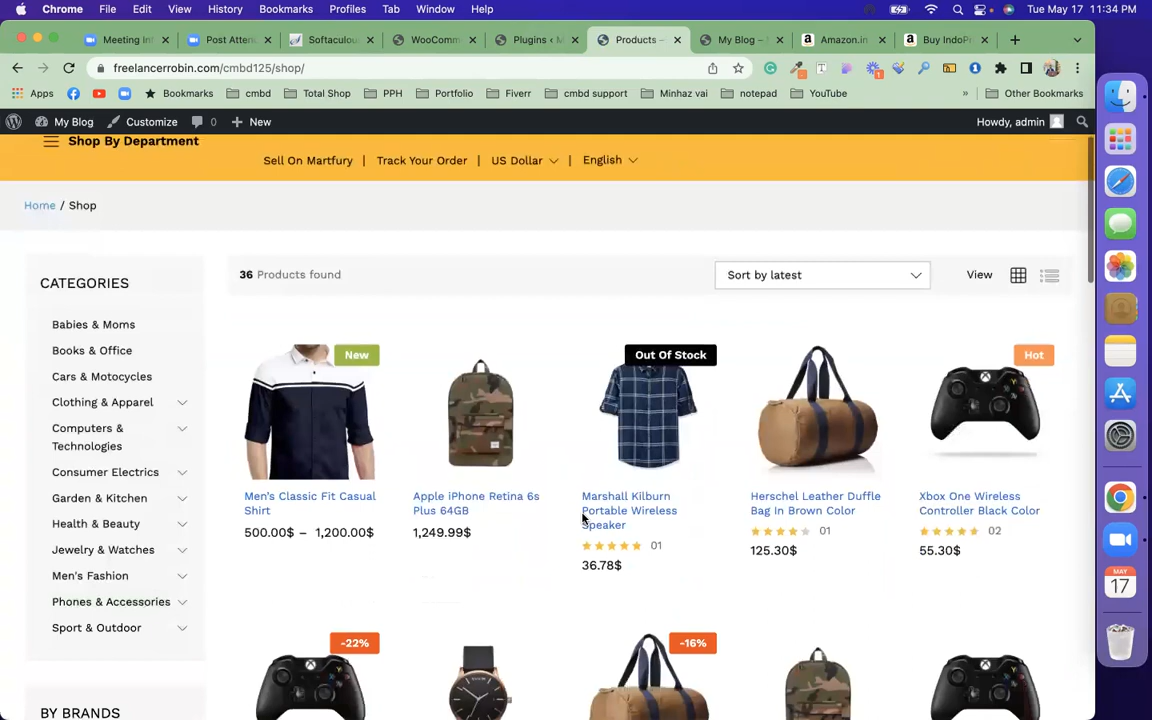 Chrome File Edit View History Bookmarks Profiles Tab Window Help Tue May 17 11:34 PM
Meeting In Post Atten Softaculou WooComm Plugins ‹ M Products – My Blog – Amazon.in Buy IndoP
freelancerrobin.com/cmbd125/shop/
Apps Bookmarks cmbd Total Shop PPH Portfolio Fiverr cmbd support Minhaz vai notepad YouTube » Other Bookmarks
My Blog Customize 0 New Howdy, admin
Shop By Department
Sell On Martfury | Track Your Order | US Dollar | English
Home / Shop
CATEGORIES
Babies & Moms
Books & Office
Cars & Motocycles
Clothing & Apparel
Computers &
Technologies
Consumer Electrics
Garden & Kitchen
Health & Beauty
Jewelry & Watches
Men's Fashion
Phones & Accessories
Sport & Outdoor
BY BRANDS
36 Products found
Sort by latest
View
New
Men's Classic Fit Casual
Shirt
500.00$ – 1,200.00$
Apple iPhone Retina 6s
Plus 64GB
1,249.99$
Out Of Stock
Marshall Kilburn
Portable Wireless
Speaker
01
36.78$
Herschel Leather Duffle
Bag In Brown Color
01
125.30$
Hot
Xbox One Wireless
Controller Black Color
02
55.30$
-22%
-16%
MAY
17